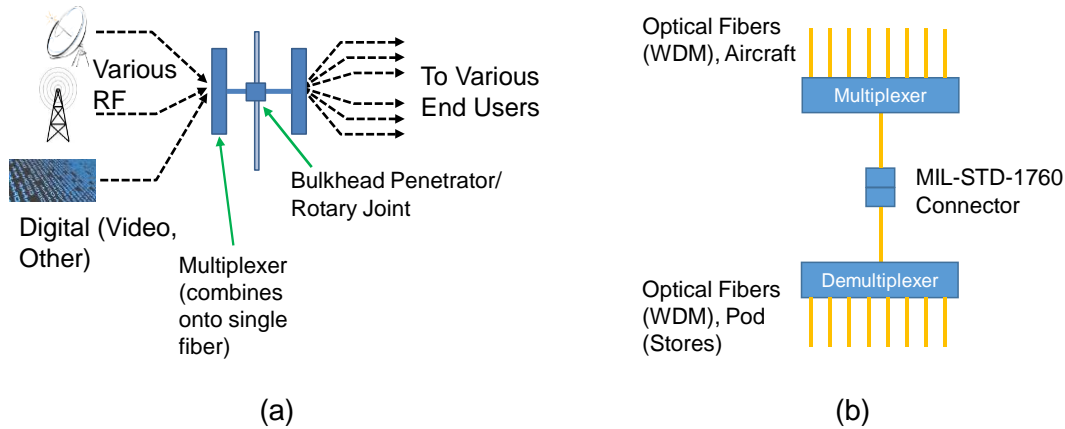 Various
RF
Digital (Video,
Other)
Multiplexer
(combines
onto single
fiber)
Bulkhead Penetrator/
Rotary Joint
To Various
End Users
(a)
Optical Fibers
(WDM), Aircraft
Multiplexer
MIL-STD-1760
Connector
Demultiplexer
Optical Fibers
(WDM), Pod
(Stores)
(b)